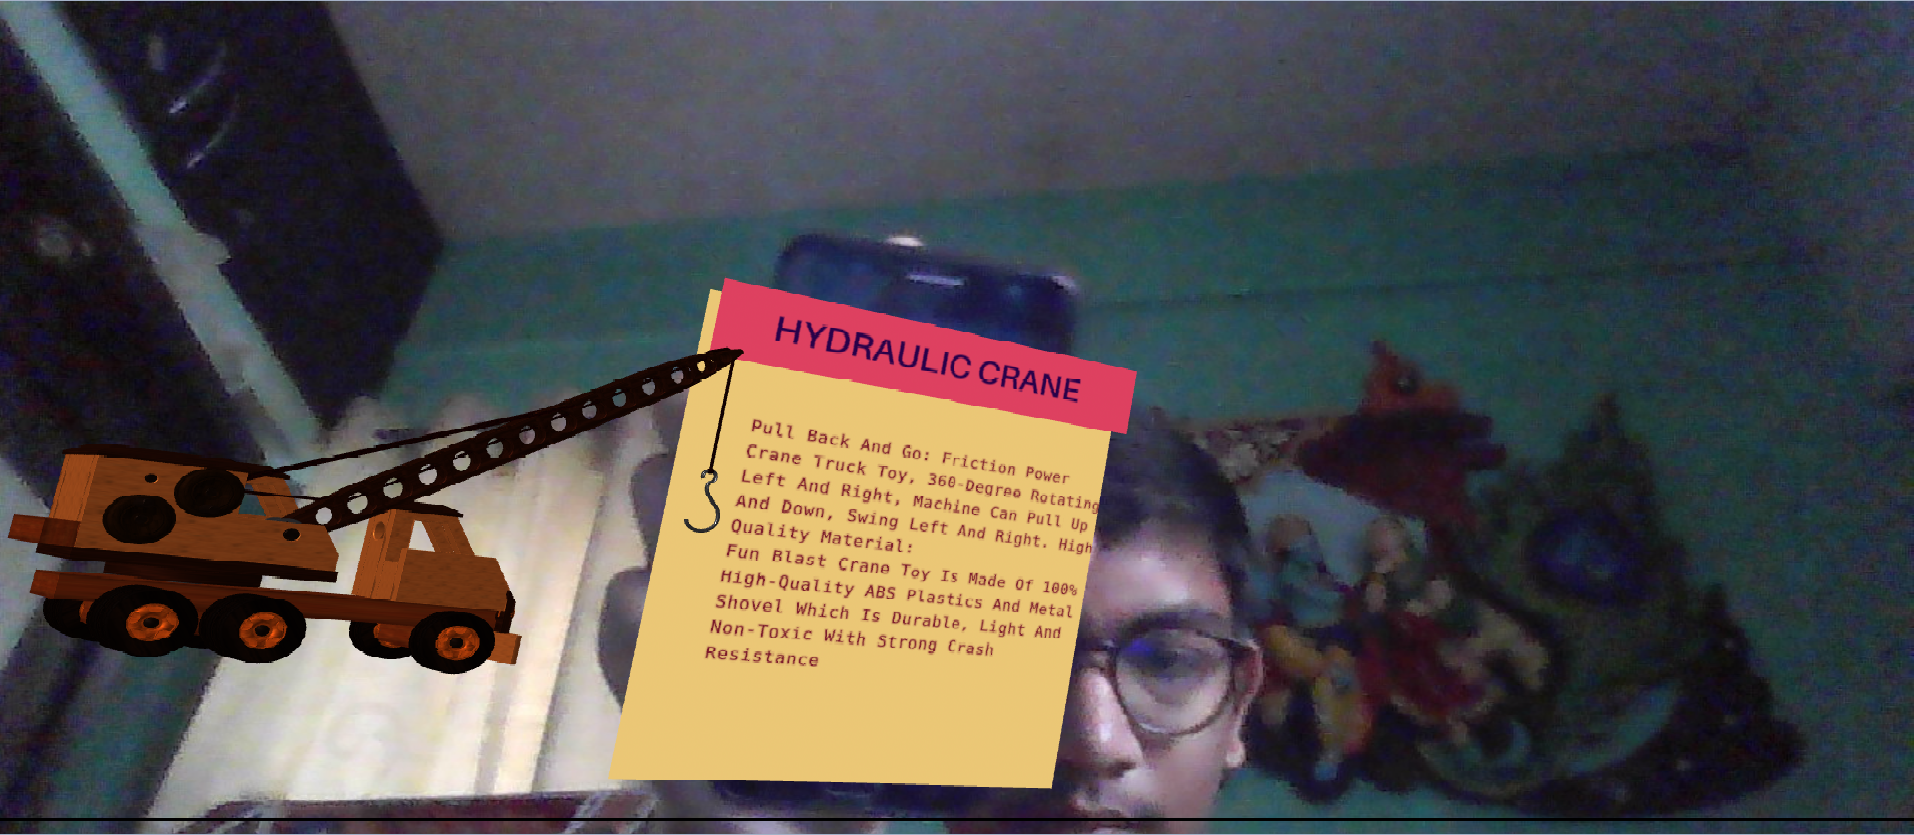 HYDRAULIC CRANE
Pull Back And Go: Friction Power
Crane Truck Toy, 360-Degree Rotating
Left And Right, Machine Can Pull Up
And Down, Swing Left And Right. High
Quality Material:
Fun Blast Crane Toy Is Made Of 100%
High-Quality ABS Plastics And Metal
Shovel Which Is Durable, Light And
Non-Toxic With Strong Crash
Resistance